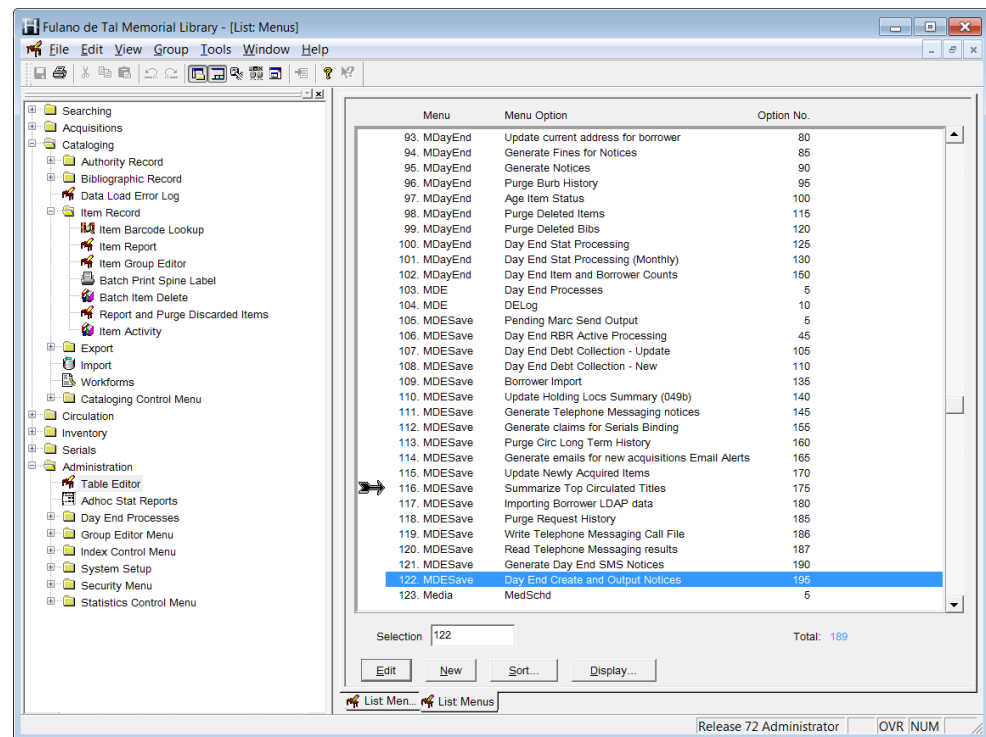 Fulano de Tal Memorial Library - [List: Menus]
File Edit View Group Tools Window Help
Searching
Acquisitions
Cataloging
Authority Record
Bibliographic Record
Data Load Error Log
Item Record
Item Barcode Lookup
Item Report
Item Group Editor
Batch Print Spine Label
Batch Item Delete
Report and Purge Discarded Items
Item Activity
Export
Import
Workforms
Cataloging Control Menu
Circulation
Inventory
Serials
Administration
Table Editor
Adhoc Stat Reports
Day End Processes
Group Editor Menu
Index Control Menu
System Setup
Security Menu
Statistics Control Menu
Menu Menu Option Option No.
93. MDayEnd Update current address for borrower 80
94. MDayEnd Generate Fines for Notices 85
95. MDayEnd Generate Notices 90
96. MDayEnd Purge Burb History 95
97. MDayEnd Age Item Status 100
98. MDayEnd Purge Deleted Items 115
99. MDayEnd Purge Deleted Bibs 120
100. MDayEnd Day End Stat Processing 125
101. MDayEnd Day End Stat Processing (Monthly) 130
102. MDayEnd Day End Item and Borrower Counts 150
103. MDE Day End Processes 5
104. MDE DELog 10
105. MDESave Pending Marc Send Output 5
106. MDESave Day End RBR Active Processing 45
107. MDESave Day End Debt Collection - Update 105
108. MDESave Day End Debt Collection - New 110
109. MDESave Borrower Import 135
110. MDESave Update Holding Locs Summary (049b) 140
111. MDESave Generate Telephone Messaging notices 145
112. MDESave Generate claims for Serials Binding 155
113. MDESave Purge Circ Long Term History 160
114. MDESave Generate emails for new acquisitions Email Alerts 165
115. MDESave Update Newly Acquired Items 170
116. MDESave Summarize Top Circulated Titles 175
117. MDESave Importing Borrower LDAP data 180
118. MDESave Purge Request History 185
119. MDESave Write Telephone Messaging Call File 186
120. MDESave Read Telephone Messaging results 187
121. MDESave Generate Day End SMS Notices 190
122. MDESave Day End Create and Output Notices 195
123. Media MedSchd 5
Selection 122 Total: 189
Edit New Sort... Display...
List Men... List Menus
Release 72 Administrator OVR NUM